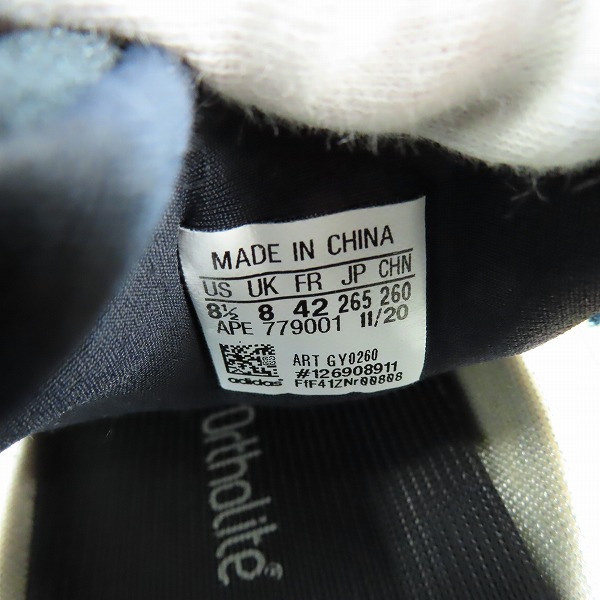 MADE IN CHINA
US UK FR JP CHN
8½ 8 42 265 260
APE 779001 11/20
ART GY0260
#126908911
adidas F1F41ZNr00808
Ortholite®